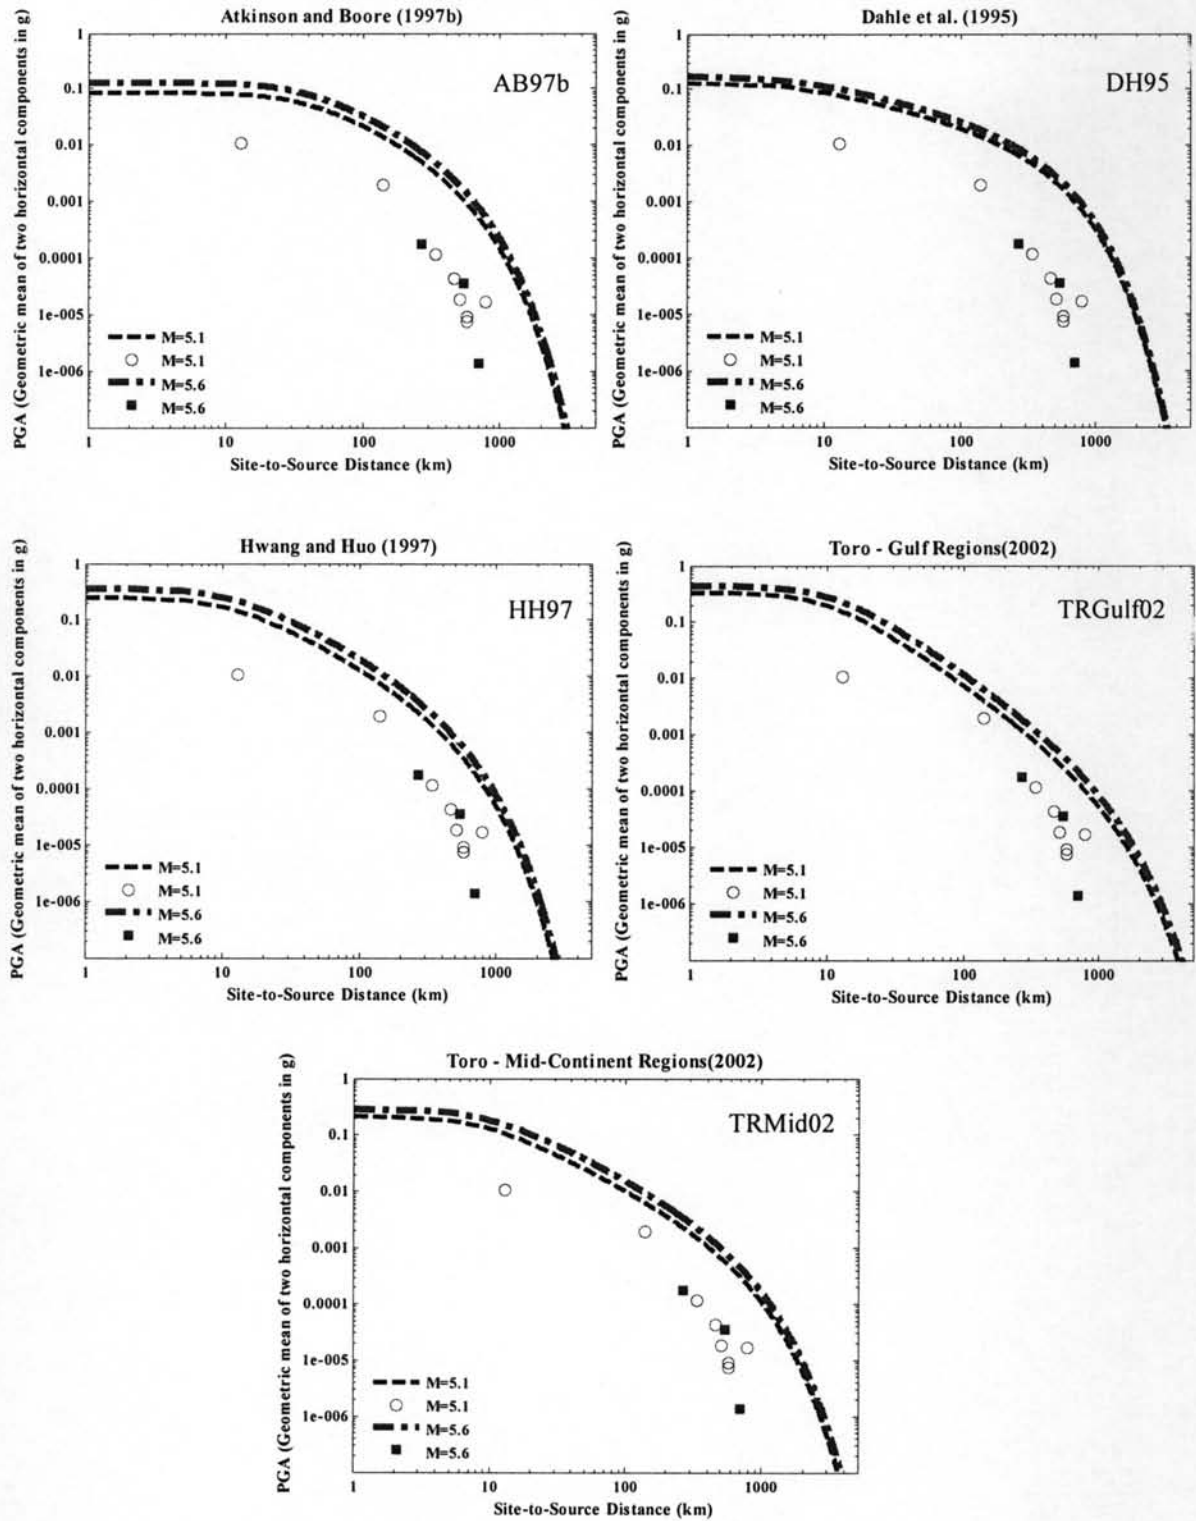 Atkinson and Boore (1997b)
PGA (Geometric mean of two horizontal components in g)
1
0.1
0.01
0.001
0.0001
1e-005
1e-006
AB97b
M=5.1
M=5.1
M=5.6
M=5.6
1
10
100
1000
Site-to-Source Distance (km)
Dahle et al. (1995)
PGA (Geometric mean of two horizontal components in g)
1
0.1
0.01
0.001
0.0001
1e-005
1e-006
DH95
M=5.1
M=5.1
M=5.6
M=5.6
1
10
100
1000
Site-to-Source Distance (km)
Hwang and Huo (1997)
PGA (Geometric mean of two horizontal components in g)
1
0.1
0.01
0.001
0.0001
1e-005
1e-006
HH97
M=5.1
M=5.1
M=5.6
M=5.6
1
10
100
1000
Site-to-Source Distance (km)
Toro - Gulf Regions(2002)
PGA (Geometric mean of two horizontal components in g)
1
0.1
0.01
0.001
0.0001
1e-005
1e-006
TRGulf02
M=5.1
M=5.1
M=5.6
M=5.6
1
10
100
1000
Site-to-Source Distance (km)
Toro - Mid-Continent Regions(2002)
PGA (Geometric mean of two horizontal components in g)
1
0.1
0.01
0.001
0.0001
1e-005
1e-006
TRMid02
M=5.1
M=5.1
M=5.6
M=5.6
1
10
100
1000
Site-to-Source Distance (km)